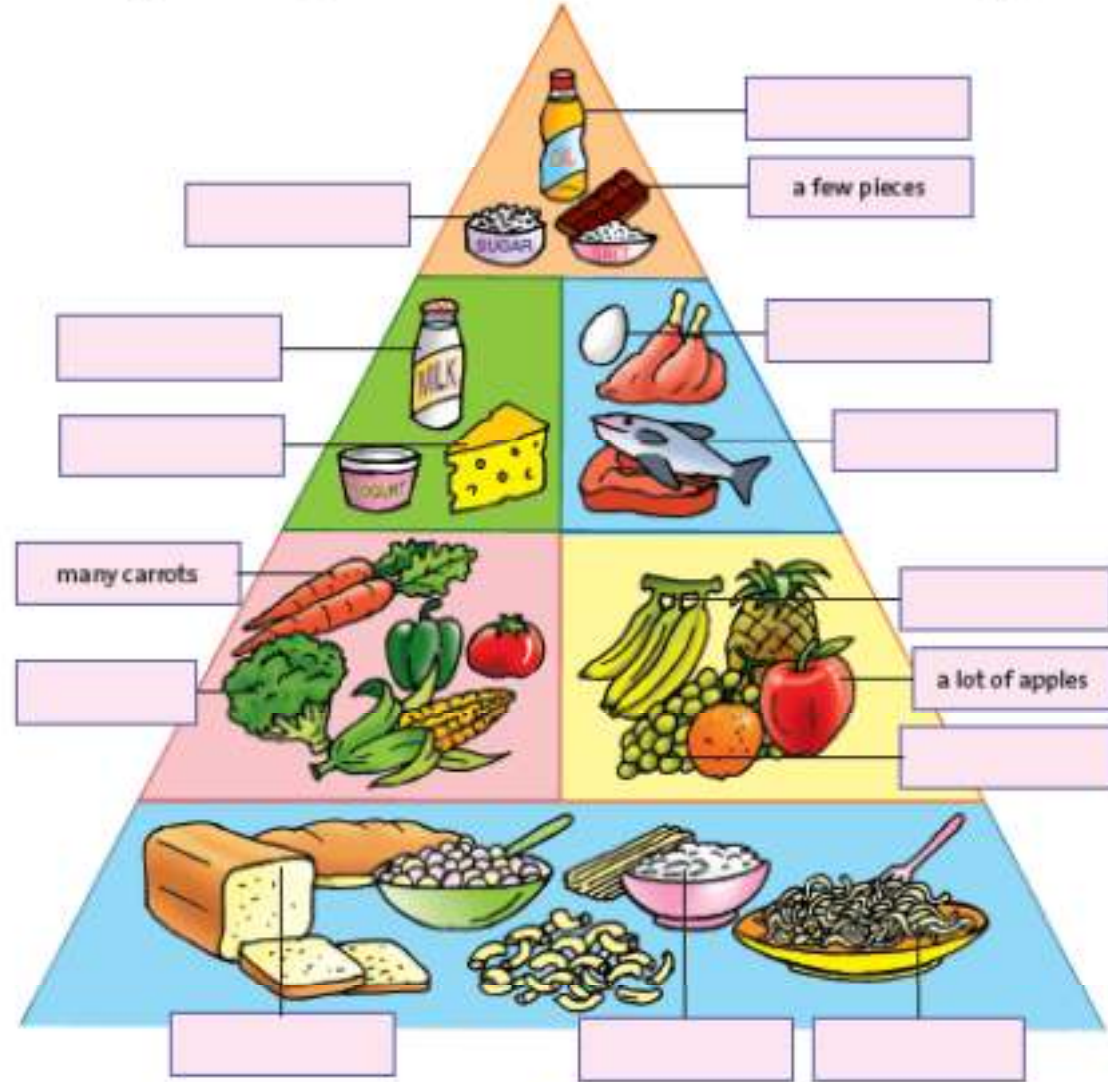 OIL
a few pieces
SUGAR
SALT
MILK
YOGURT
many carrots
a lot of apples